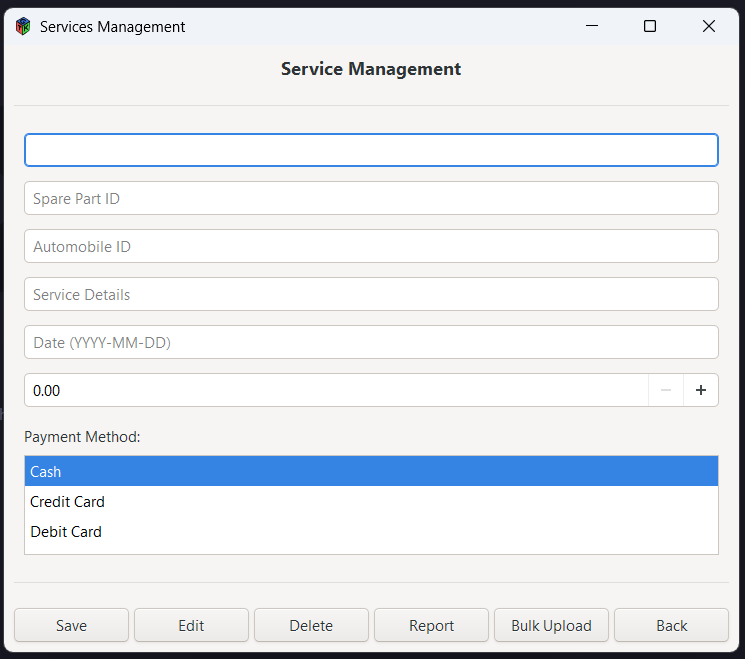 Services Management
Service Management
Spare Part ID
Automobile ID
Service Details
Date (YYYY-MM-DD)
0.00
Payment Method:
Cash
Credit Card
Debit Card
Save Edit Delete Report Bulk Upload Back